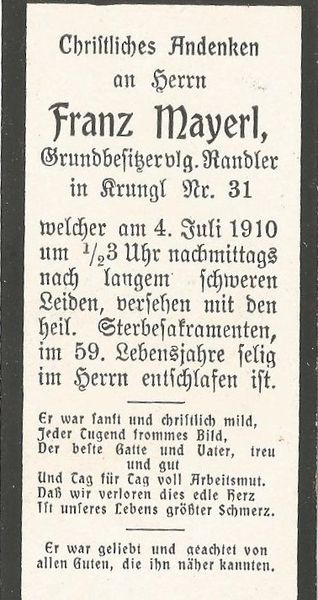 Christliches Andenken
an Herrn
Franz Mayerl,
Grundbesitzer vlg. Randler
in Krungl Nr. 31
welcher am 4. Juli 1910
um 1/23 Uhr nachmittags
nach langem schweren
Leiden, versehen mit den
heil. Sterbesakramenten,
im 59. Lebensjahre selig
im Herrn entschlafen ist.
Er war sanft und christlich mild,
Jeder Tugend frommes Bild,
Der beste Gatte und Vater, treu
und gut
Und Tag für Tag voll Arbeitsmut.
Daß wir verloren dies edle Herz
Ist unseres Lebens größter Schmerz.
Er war geliebt und geachtet von
allen Guten, die ihn näher kannten.